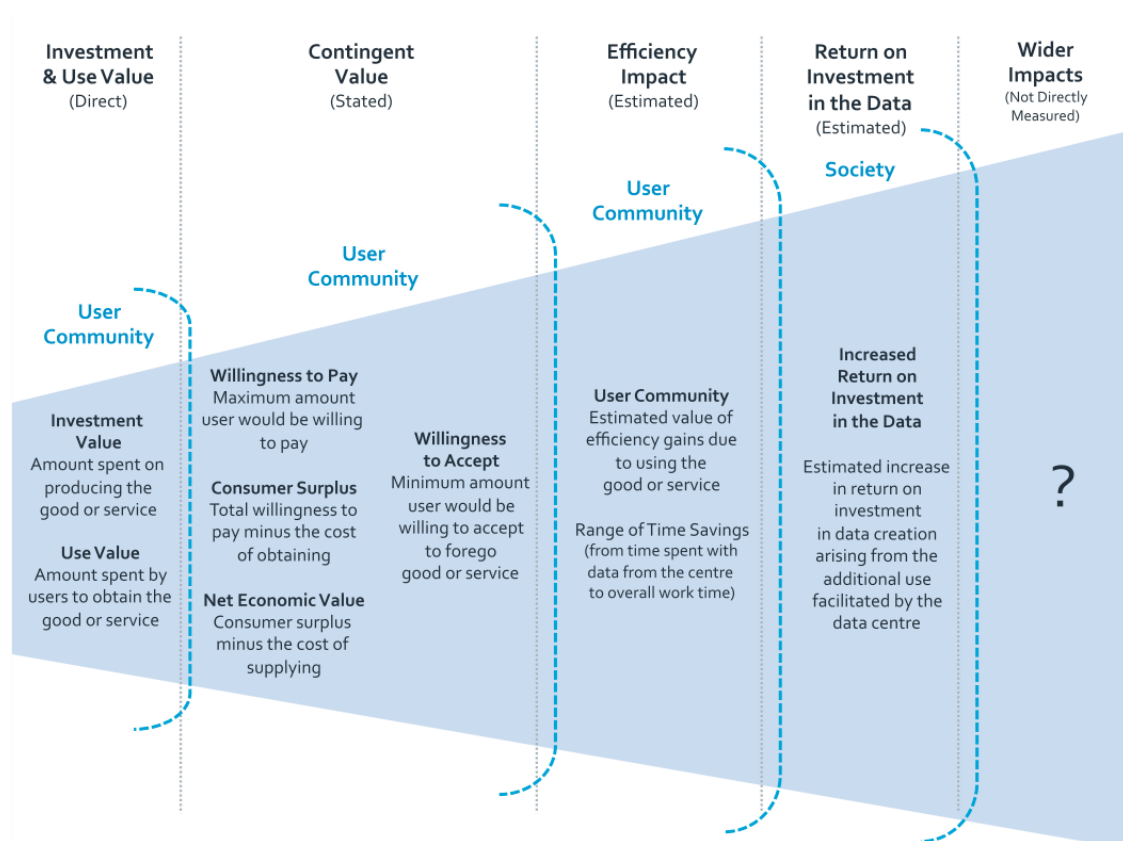 Investment
& Use Value
(Direct)
Contingent
Value
(Stated)
Efficiency
Impact
(Estimated)
Return on
Investment
in the Data
(Estimated)
Wider
Impacts
(Not Directly
Measured)
User
Community
User
Community
User
Community
Society
Investment
Value
Amount spent on
producing the
good or service
Use Value
Amount spent by
users to obtain the
good or service
Willingness to Pay
Maximum amount
user would be willing
to pay
Consumer Surplus
Total willingness to
pay minus the cost
of obtaining
Net Economic Value
Consumer surplus
minus the cost of
supplying
Willingness
to Accept
Minimum amount
user would be
willing to accept
to forego
good or service
User Community
Estimated value of
efficiency gains due
to using the
good or service
Range of Time Savings
(from time spent with
data from the centre
to overall work time)
Increased
Return on
Investment
in the Data
Estimated increase
in return on
investment
in data creation
arising from the
additional use
facilitated by the
data centre
?